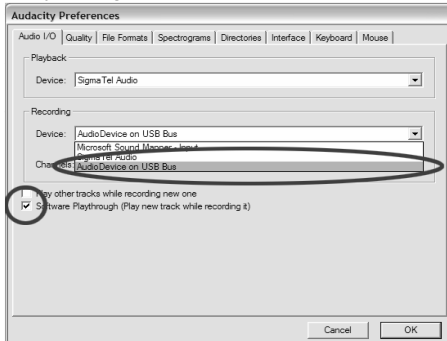 Audacity Preferences
Audio I/O Quality File Formats Spectrograms Directories Interface Keyboard Mouse
Playback
Device: SigmaTel Audio
Recording
Device: AudioDevice on USB Bus
Microsoft Sound Mapper - Input
SigmaTel Audio
Channels: AudioDevice on USB Bus
Play other tracks while recording new one
Software Playthrough (Play new track while recording it)
Cancel OK